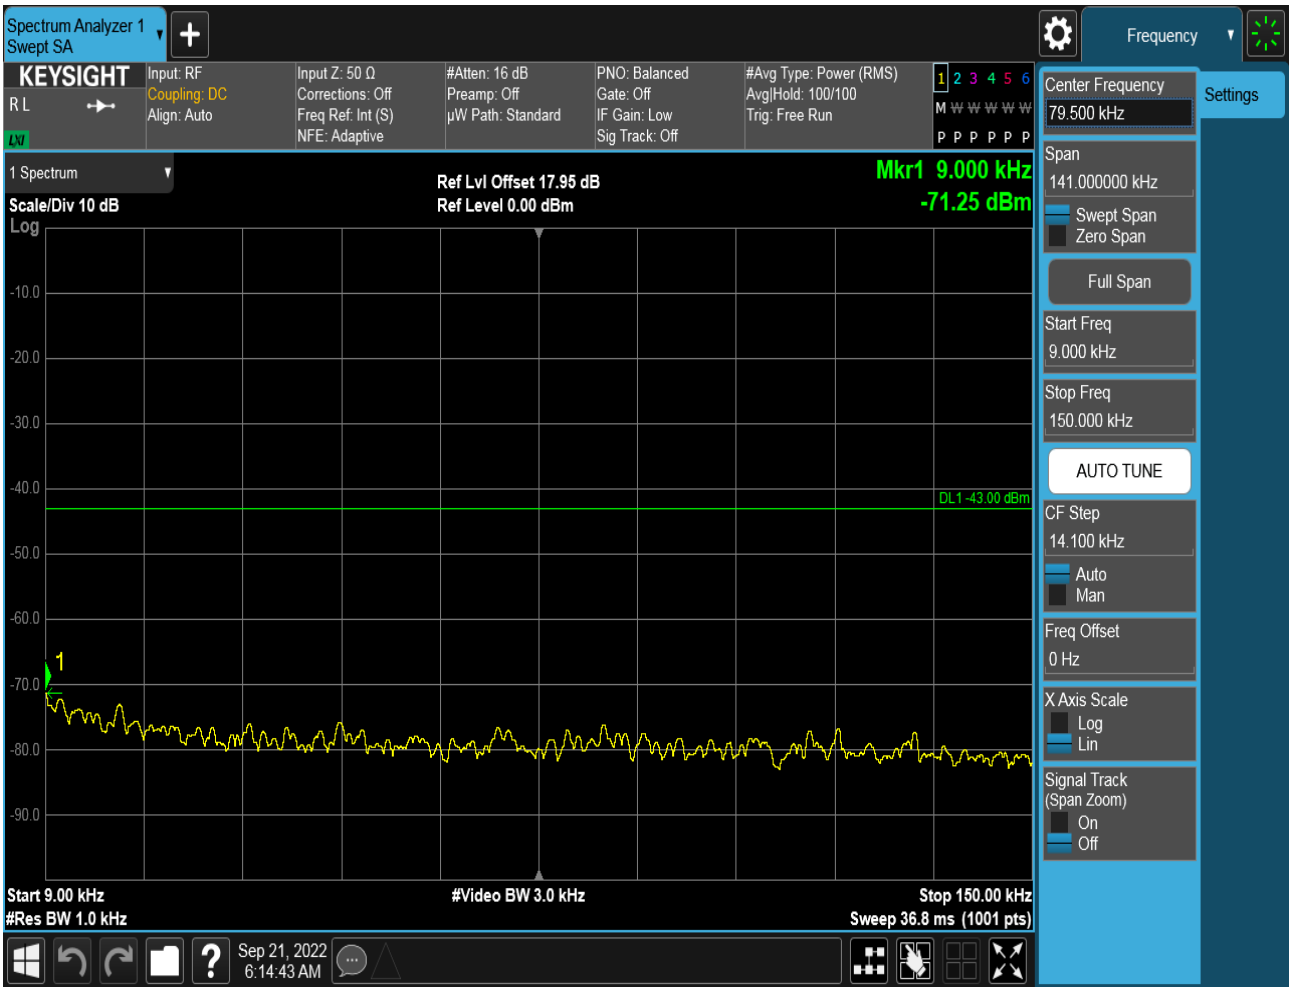 Spectrum Analyzer 1
Swept SA
Frequency
KEYSIGHT
R L
LXI
Input: RF
Coupling: DC
Align: Auto
Input Z: 50 Ω
Corrections: Off
Freq Ref: Int (S)
NFE: Adaptive
#Atten: 16 dB
Preamp: Off
µW Path: Standard
PNO: Balanced
Gate: Off
IF Gain: Low
Sig Track: Off
#Avg Type: Power (RMS)
Avg|Hold: 100/100
Trig: Free Run
1 2 3 4 5 6
M W W W W W
P P P P P P
1 Spectrum
Scale/Div 10 dB
Log
Ref Lvl Offset 17.95 dB
Ref Level 0.00 dBm
Mkr1 9.000 kHz
-71.25 dBm
-10.0
-20.0
-30.0
-40.0
DL1 -43.00 dBm
-50.0
-60.0
1
-70.0
-80.0
-90.0
Start 9.00 kHz
#Res BW 1.0 kHz
#Video BW 3.0 kHz
Stop 150.00 kHz
Sweep 36.8 ms (1001 pts)
Sep 21, 2022
6:14:43 AM
Center Frequency
79.500 kHz
Settings
Span
141.000000 kHz
Swept Span
Zero Span
Full Span
Start Freq
9.000 kHz
Stop Freq
150.000 kHz
AUTO TUNE
CF Step
14.100 kHz
Auto
Man
Freq Offset
0 Hz
X Axis Scale
Log
Lin
Signal Track
(Span Zoom)
On
Off